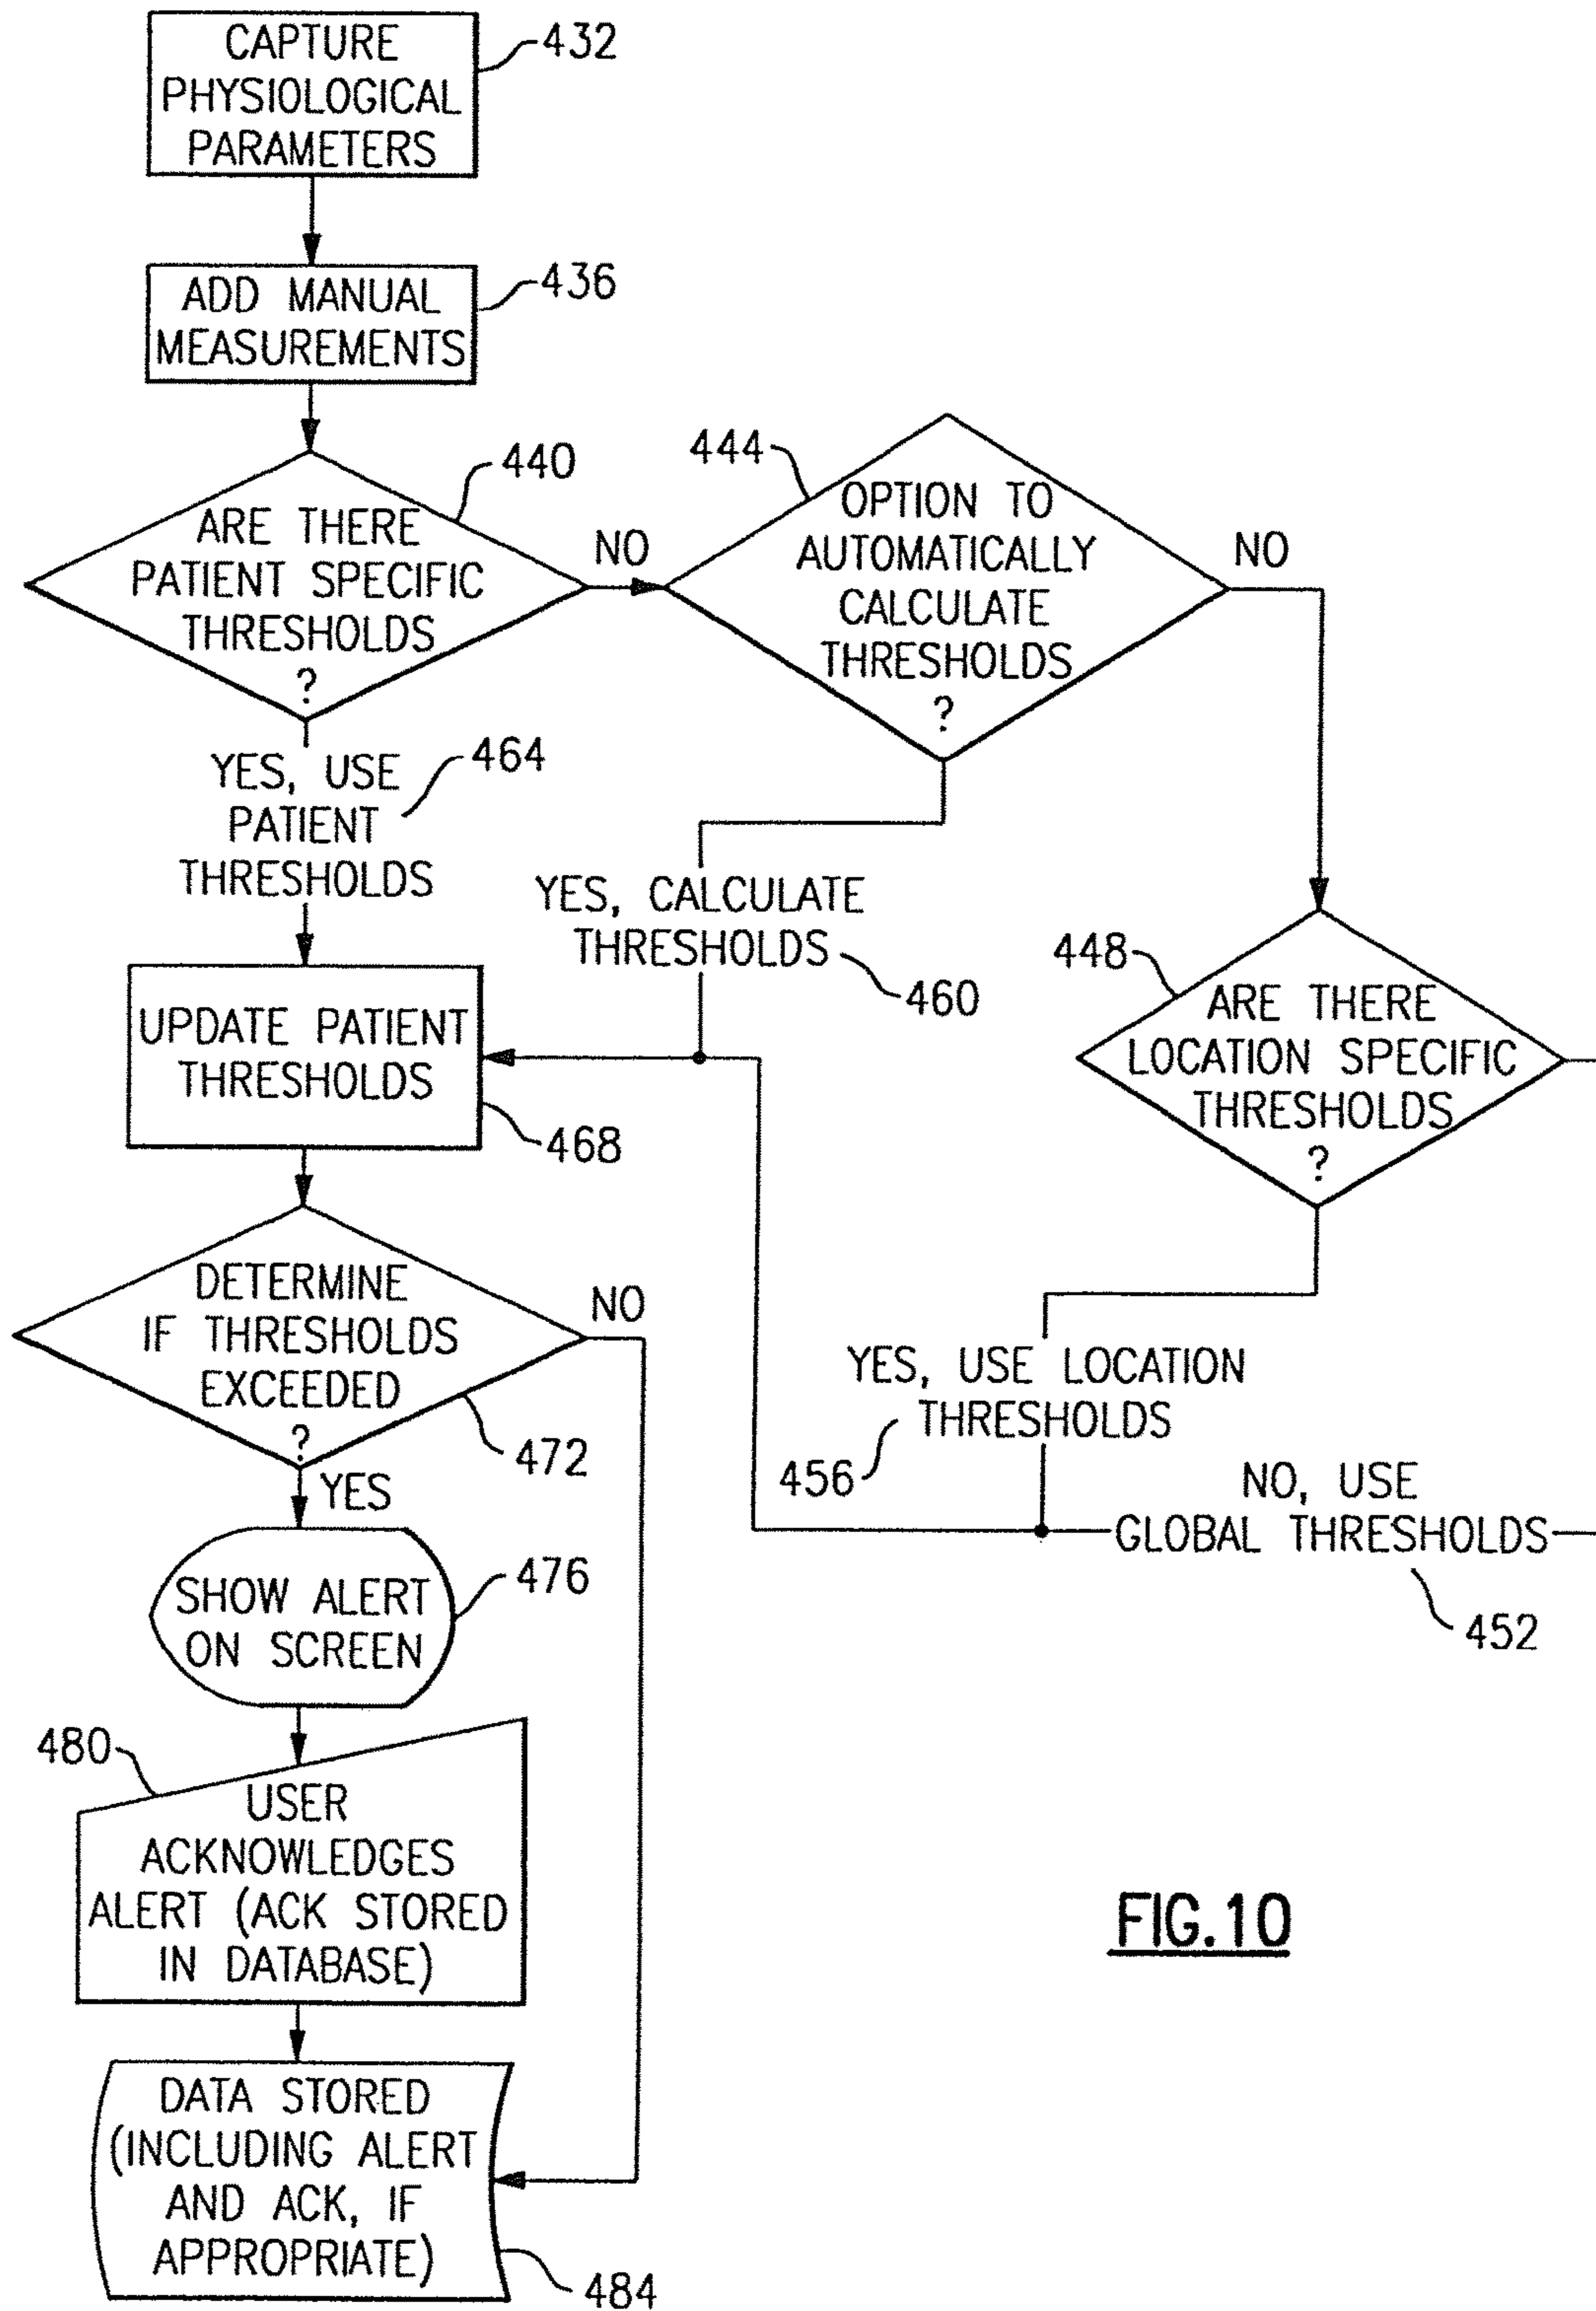 CAPTURE
PHYSIOLOGICAL
PARAMETERS
432
ADD MANUAL
MEASUREMENTS
436
ARE THERE
PATIENT SPECIFIC
THRESHOLDS
?
440
NO
444
OPTION TO
AUTOMATICALLY
CALCULATE
THRESHOLDS
?
NO
YES, USE
PATIENT
THRESHOLDS
464
YES, CALCULATE
THRESHOLDS
460
448
ARE THERE
LOCATION SPECIFIC
THRESHOLDS
?
UPDATE PATIENT
THRESHOLDS
468
DETERMINE
IF THRESHOLDS
EXCEEDED
?
NO
472
YES
YES, USE LOCATION
THRESHOLDS
456
NO, USE
GLOBAL THRESHOLDS
452
SHOW ALERT
ON SCREEN
476
480
USER
ACKNOWLEDGES
ALERT (ACK STORED
IN DATABASE)
DATA STORED
(INCLUDING ALERT
AND ACK, IF
APPROPRIATE)
484
FIG.10